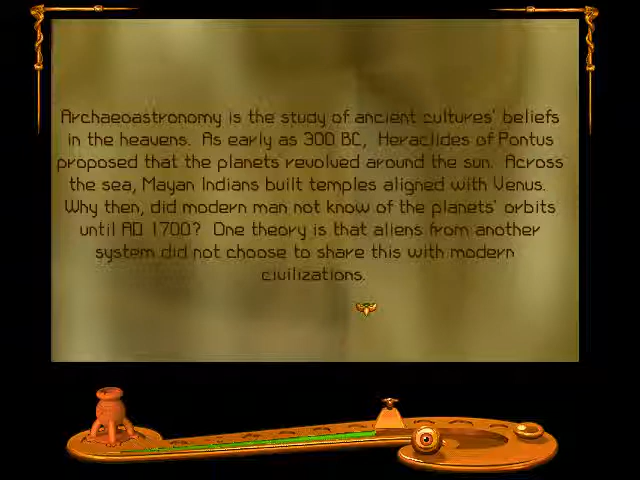 Archaeoastronomy is the study of ancient cultures' beliefs
in the heavens. As early as 300 BC, Heraclides of Pontus
proposed that the planets revolved around the sun. Across
the sea, Mayan Indians built temples aligned with Venus.
Why then, did modern man not know of the planets' orbits
until AD 1700? One theory is that aliens from another
system did not choose to share this with modern
civilizations.